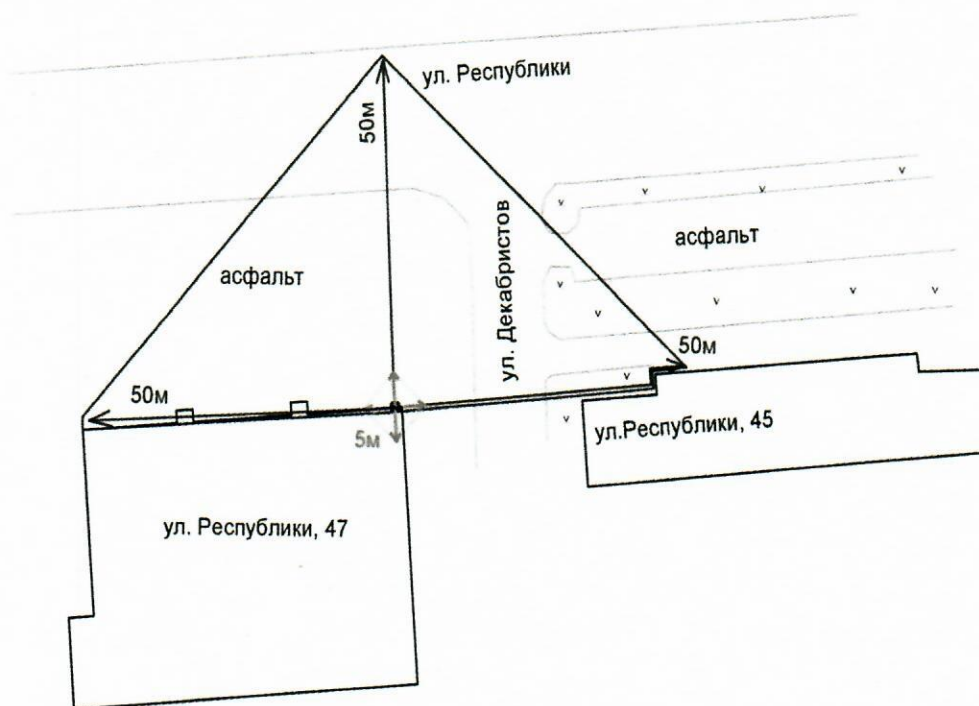 ул. Республики
50м
ул. Декабристов
асфальт
асфальт
50м
50м
5м
ул.Республики, 45
ул. Республики, 47